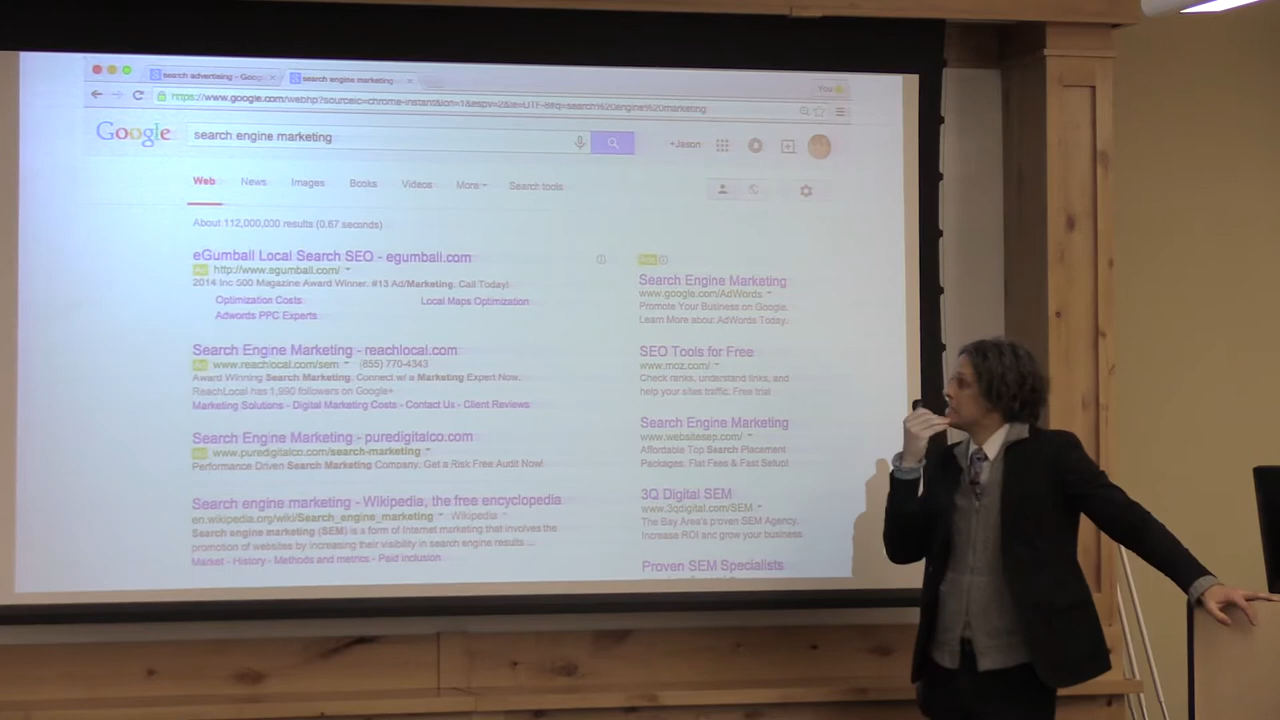 search advertising - Goog
search engine marketing
You
https://www.google.com/webhp?sourceid=chrome-instant&ion=1&espv=2&ie=UTF-8#q=search%20engine%20marketing
Google
search engine marketing
+Jason
Web News Images Books Videos More Search tools
About 112,000,000 results (0.67 seconds)
eGumball Local Search SEO - egumball.com
Ad http://www.egumball.com/
2014 Inc 500 Magazine Award Winner. #13 Ad/Marketing. Call Today!
Optimization Costs Local Maps Optimization
Adwords PPC Experts
Search Engine Marketing - reachlocal.com
Ad www.reachlocal.com/sem (855) 770-4343
Award Winning Search Marketing. Connect w/ a Marketing Expert Now.
ReachLocal has 1,990 followers on Google+
Marketing Solutions - Digital Marketing Costs - Contact Us - Client Reviews
Search Engine Marketing - puredigitalco.com
Ad www.puredigitalco.com/search-marketing
Performance Driven Search Marketing Company. Get a Risk Free Audit Now!
Search engine marketing - Wikipedia, the free encyclopedia
en.wikipedia.org/wiki/Search_engine_marketing Wikipedia
Search engine marketing (SEM) is a form of Internet marketing that involves the
promotion of websites by increasing their visibility in search engine results ...
Market - History - Methods and metrics - Paid inclusion
Ads
Search Engine Marketing
www.google.com/AdWords
Promote Your Business on Google.
Learn More about AdWords Today.
SEO Tools for Free
www.moz.com/
Check ranks, understand links, and
help your sites traffic. Free trial
Search Engine Marketing
www.websitesep.com/
Affordable Top Search Placement
Packages. Flat Fees & Fast Setup!
3Q Digital SEM
www.3qdigital.com/SEM
The Bay Area's proven SEM Agency.
Increase ROI and grow your business
Proven SEM Specialists